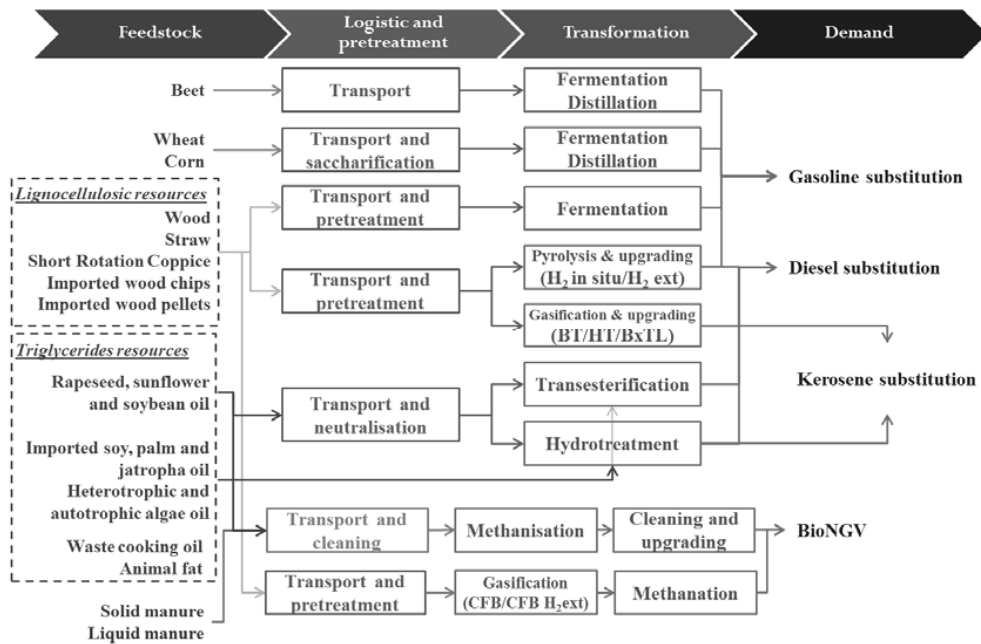 Feedstock
Logistic and
pretreatment
Transformation
Demand
Beet
Transport
Fermentation
Distillation
Wheat
Corn
Transport and
saccharification
Fermentation
Distillation
Gasoline substitution
Lignocellulosic resources
Wood
Straw
Short Rotation Coppice
Imported wood chips
Imported wood pellets
Transport and
pretreatment
Fermentation
Transport and
pretreatment
Pyrolysis & upgrading
(H2 in situ/H2 ext)
Diesel substitution
Gasification & upgrading
(BT/HT/BxTL)
Triglycerides resources
Rapeseed, sunflower
and soybean oil
Imported soy, palm and
jatropha oil
Heterotrophic and
autotrophic algae oil
Waste cooking oil
Animal fat
Transport and
neutralisation
Transesterification
Hydrotreatment
Kerosene substitution
Transport and
cleaning
Methanisation
Cleaning and
upgrading
BioNGV
Solid manure
Liquid manure
Transport and
pretreatment
Gasification
(CFB/CFB H2ext)
Methanation